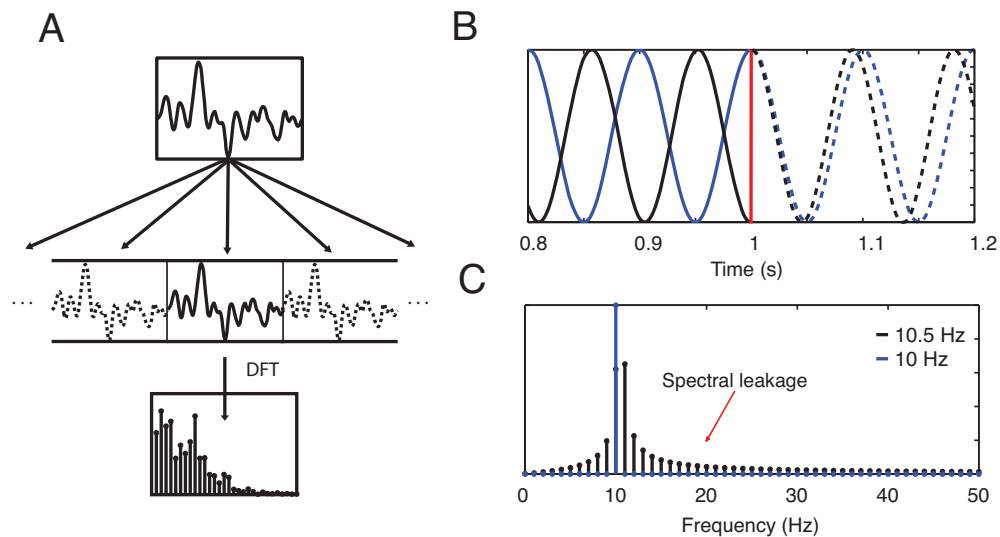 A
...
...
DFT
B
0.8 0.9 1 1.1 1.2
Time (s)
C
10.5 Hz
10 Hz
Spectral leakage
0 10 20 30 40 50
Frequency (Hz)